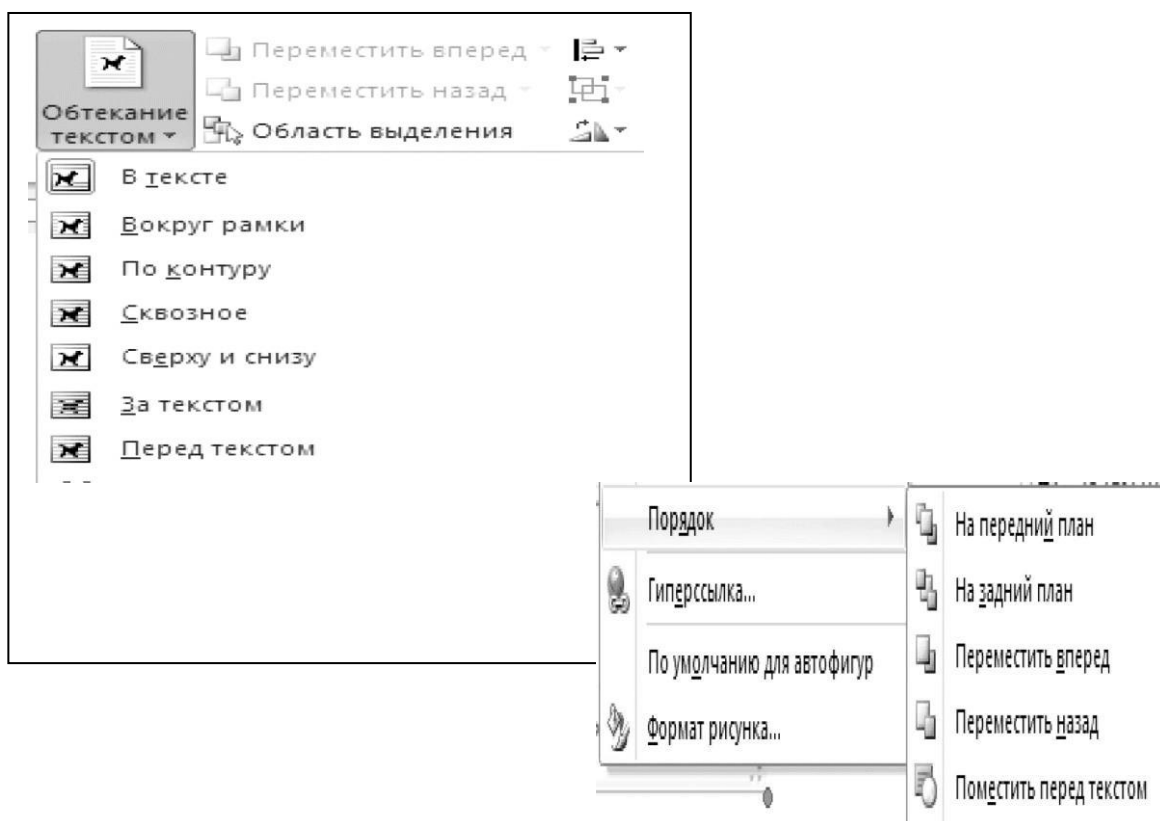 Обтекание
текстом
Переместить вперед
Переместить назад
Область выделения
В тексте
Вокруг рамки
По контуру
Сквозное
Сверху и снизу
За текстом
Перед текстом
Порядок
Гиперссылка...
По умолчанию для автофигур
Формат рисунка...
На передний план
На задний план
Переместить вперед
Переместить назад
Поместить перед текстом